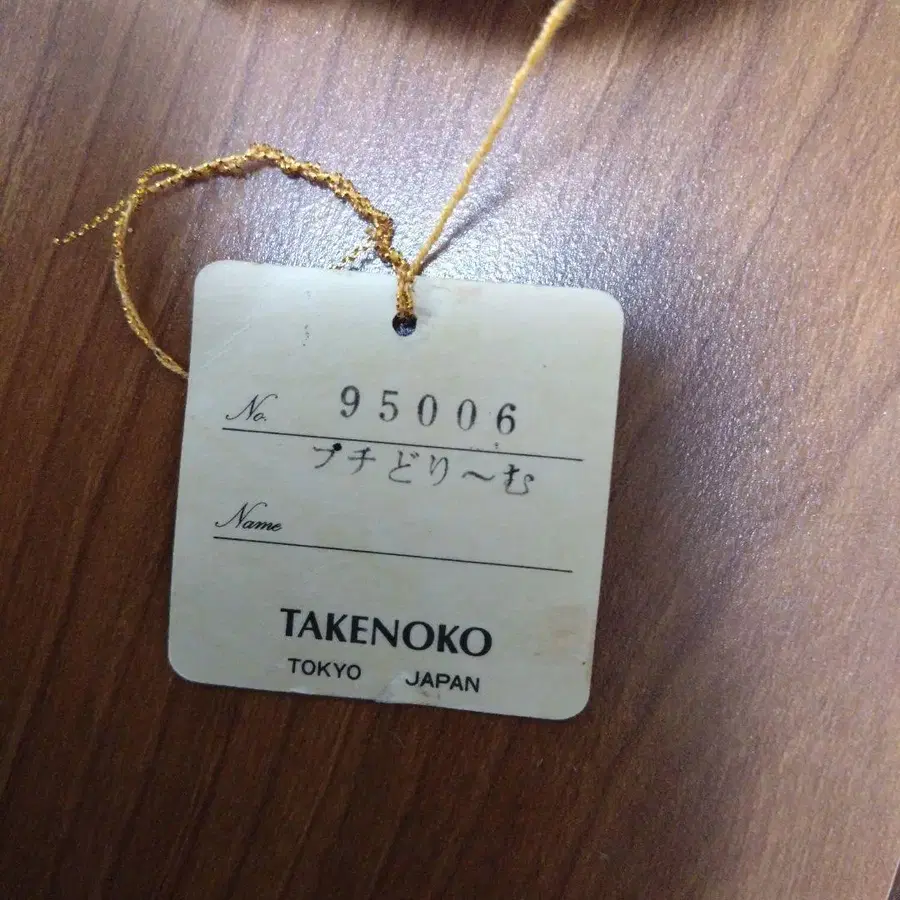 No. 95006
プチどり〜む
Name
TAKENOKO
TOKYO JAPAN